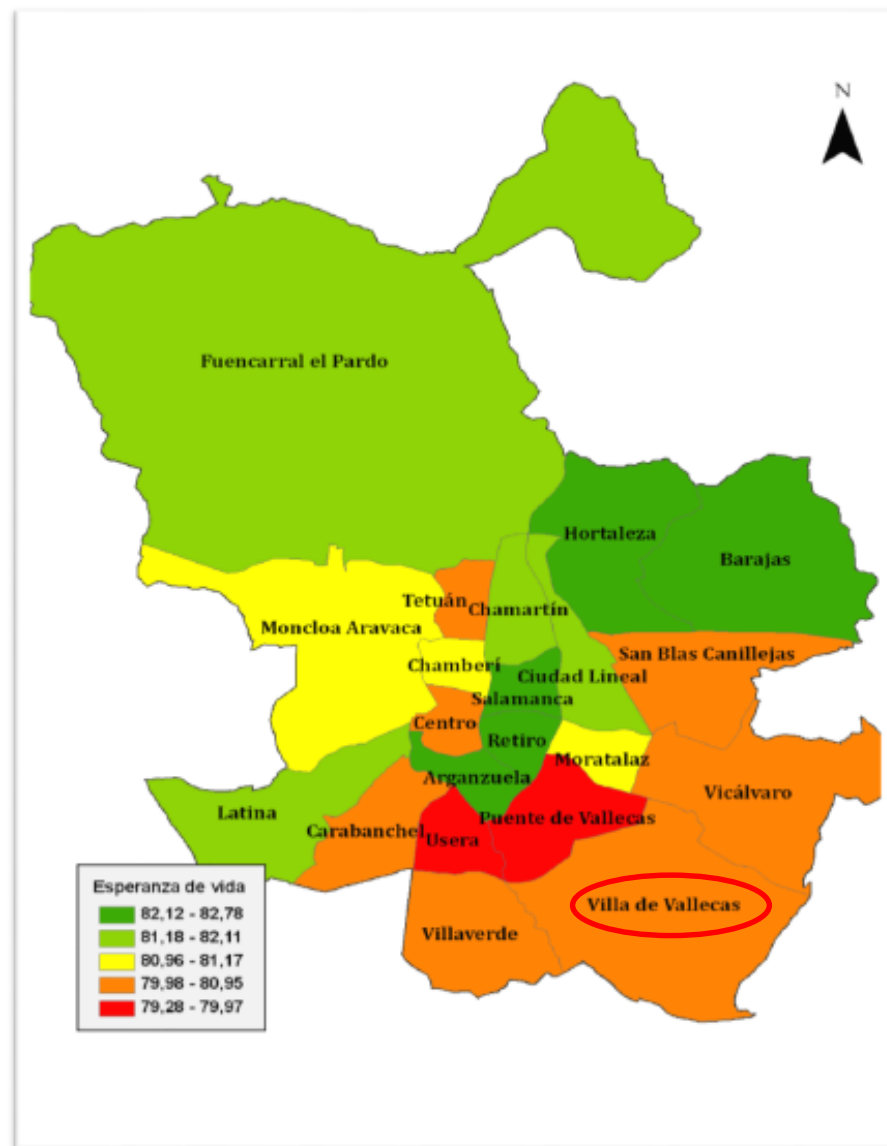 N
Fuencarral el Pardo
Hortaleza
Barajas
Tetuán
Chamartín
Moncloa Aravaca
San Blas Canillejas
Chamberí
Ciudad Lineal
Salamanca
Centro
Retiro
Moratalaz
Arganzuela
Vicálvaro
Latina
Puente de Vallecas
Carabanchel
Usera
Villa de Vallecas
Villaverde
Esperanza de vida
82,12 - 82,78
81,18 - 82,11
80,96 - 81,17
79,98 - 80,95
79,28 - 79,97